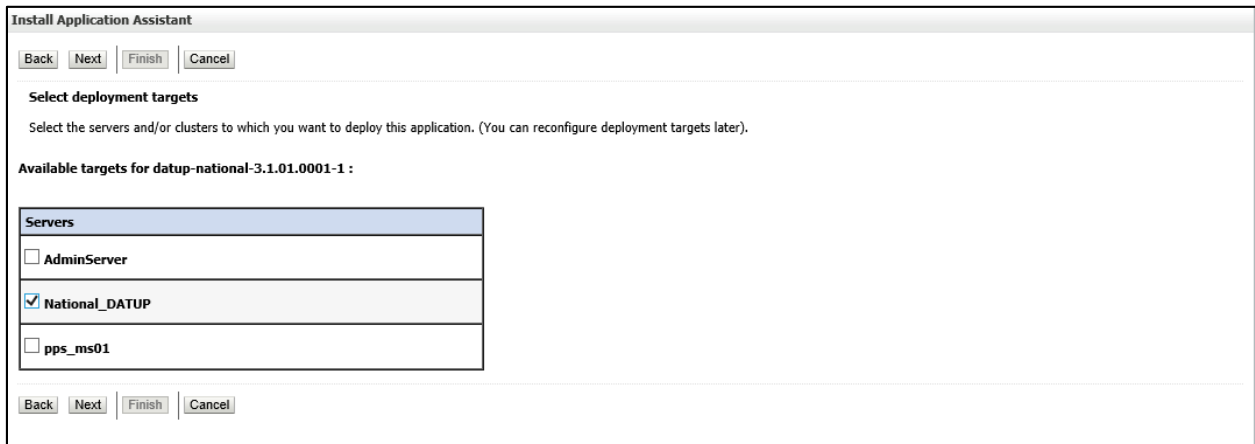 Install Application Assistant
Back Next Finish Cancel
Select deployment targets
Select the servers and/or clusters to which you want to deploy this application. (You can reconfigure deployment targets later).
Available targets for datup-national-3.1.01.0001-1 :
Servers
AdminServer
National_DATUP
pps_ms01
Back Next Finish Cancel